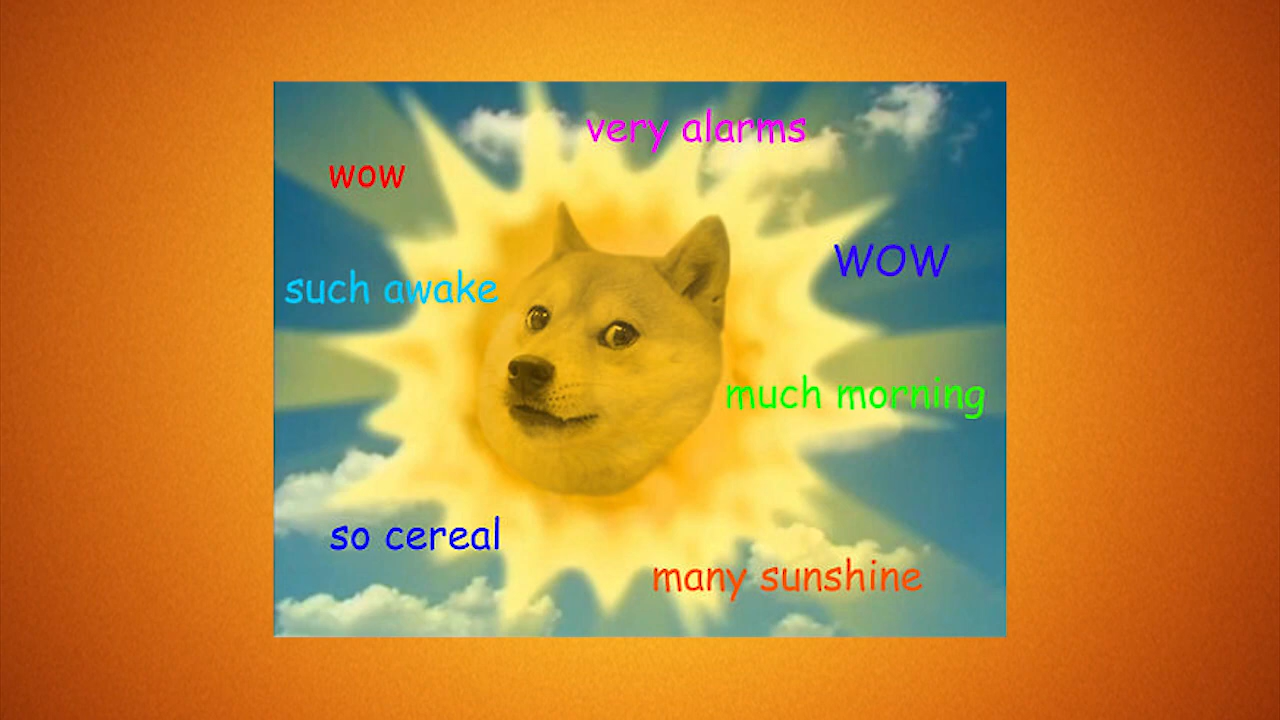 very alarms
wow
WOW
such awake
much morning
so cereal
many sunshine